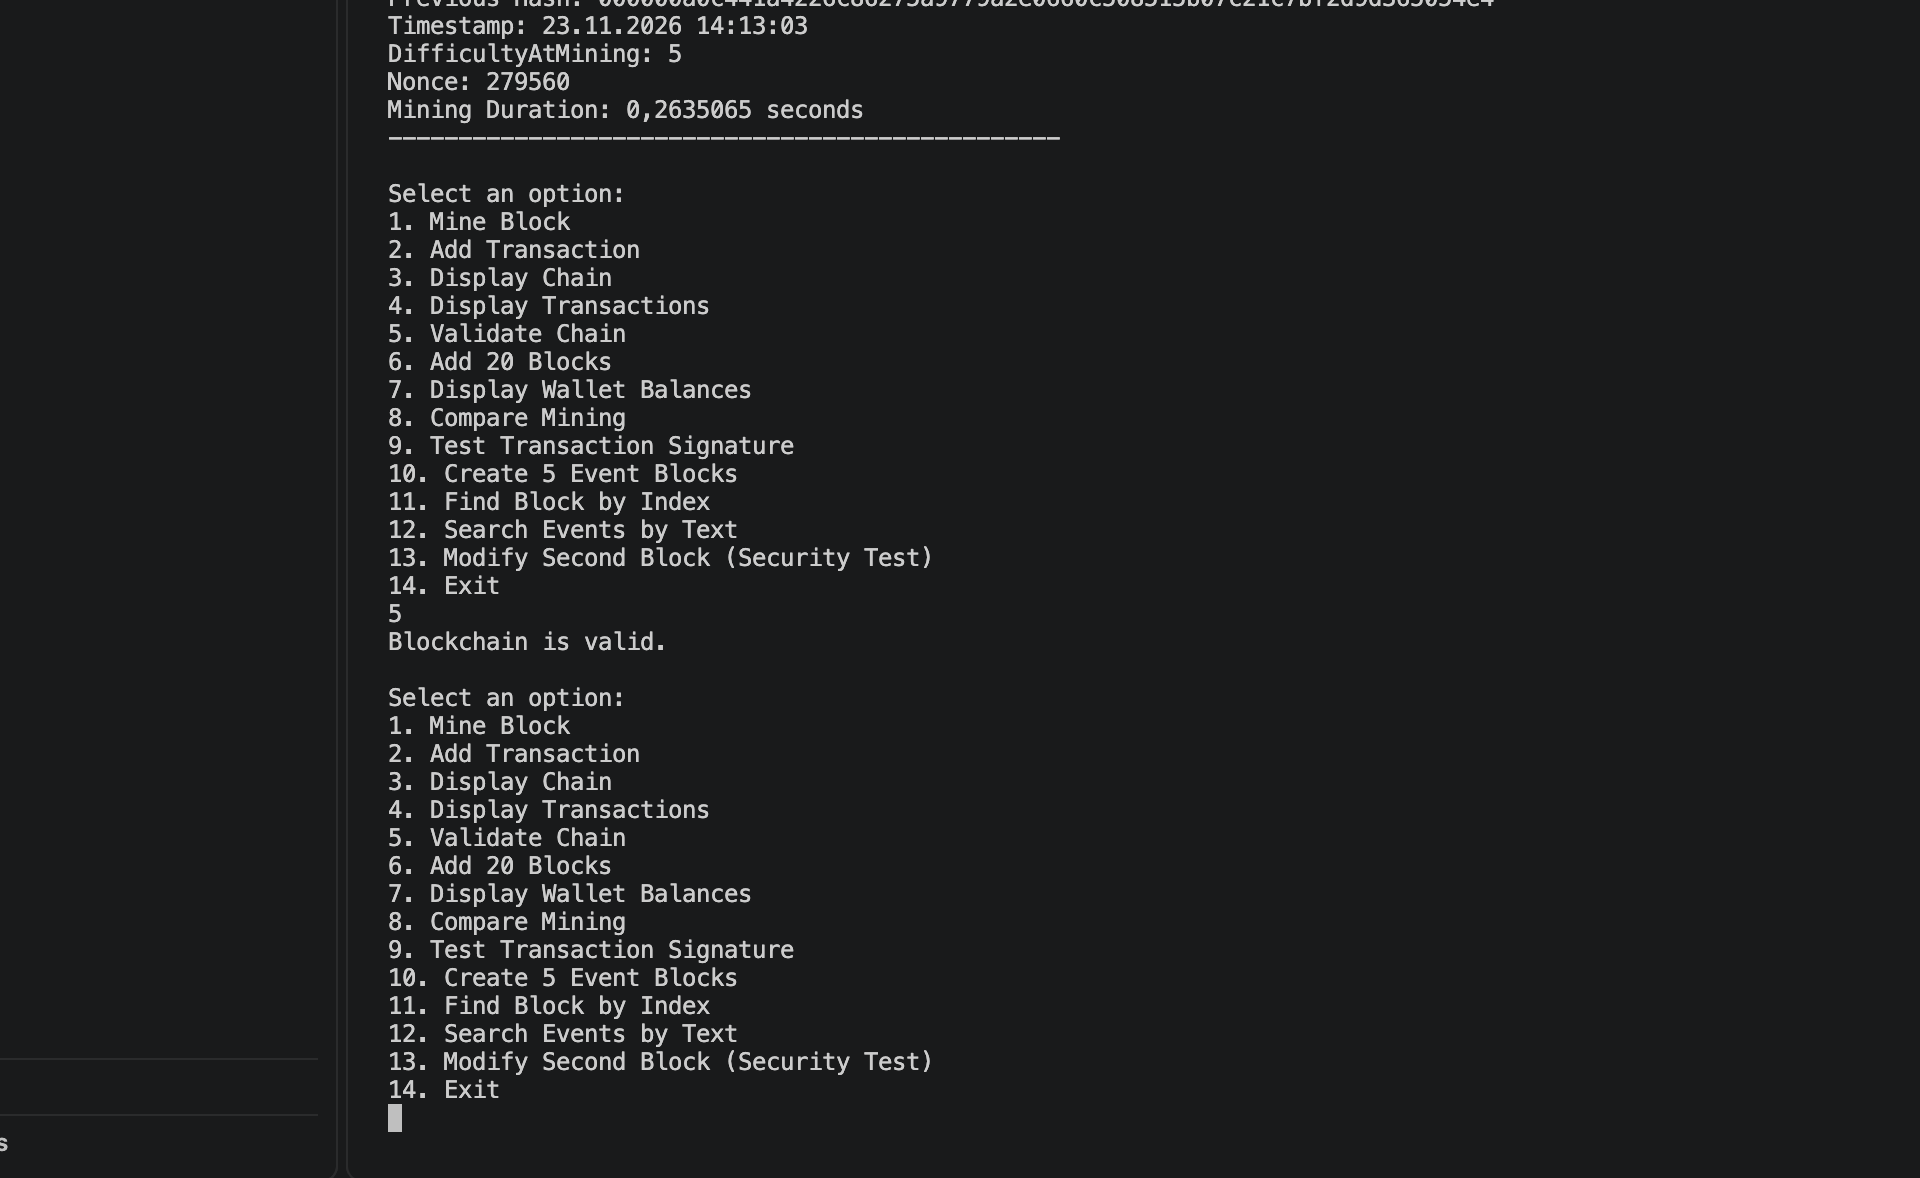 Timestamp: 23.11.2026 14:13:03
DifficultyAtMining: 5
Nonce: 279560
Mining Duration: 0,2635065 seconds
------------------------------------------------
Select an option:
1. Mine Block
2. Add Transaction
3. Display Chain
4. Display Transactions
5. Validate Chain
6. Add 20 Blocks
7. Display Wallet Balances
8. Compare Mining
9. Test Transaction Signature
10. Create 5 Event Blocks
11. Find Block by Index
12. Search Events by Text
13. Modify Second Block (Security Test)
14. Exit
5
Blockchain is valid.
Select an option:
1. Mine Block
2. Add Transaction
3. Display Chain
4. Display Transactions
5. Validate Chain
6. Add 20 Blocks
7. Display Wallet Balances
8. Compare Mining
9. Test Transaction Signature
10. Create 5 Event Blocks
11. Find Block by Index
12. Search Events by Text
13. Modify Second Block (Security Test)
14. Exit
s